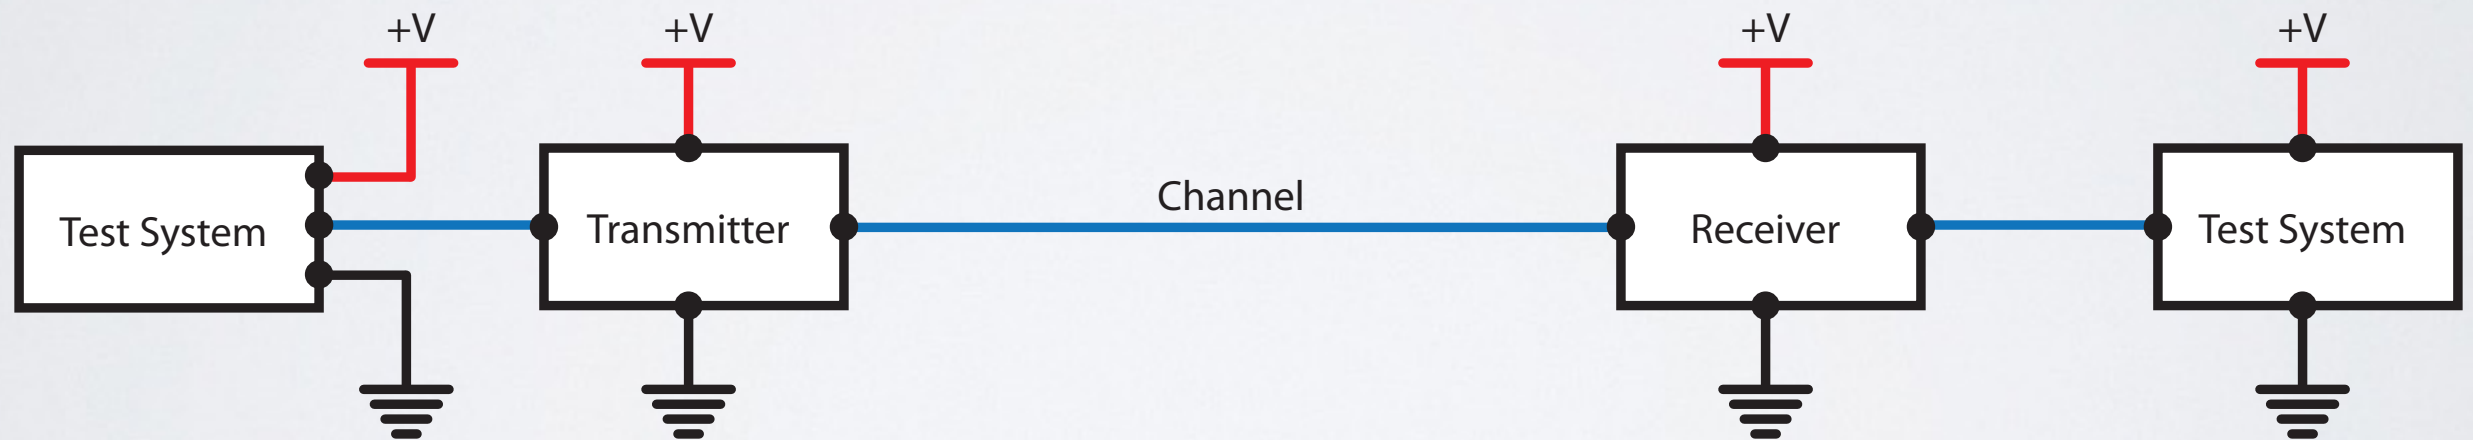 +V
+V
+V
+V
Test System
Transmitter
Channel
Receiver
Test System